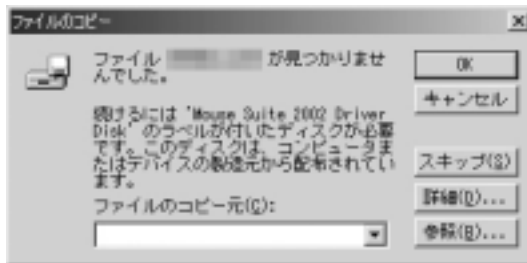 ファイルのコピー
ファイル が見つかりませ
んでした。
続けるには 'Mouse Suite 2002 Driver
Disk' のラベルが付いたディスクが必要
です。このディスクは、コンピュータま
たはデバイスの製造元から配布されてい
ます。
ファイルのコピー元(C):
OK
キャンセル
スキップ(S)
詳細(D)...
参照(B)...